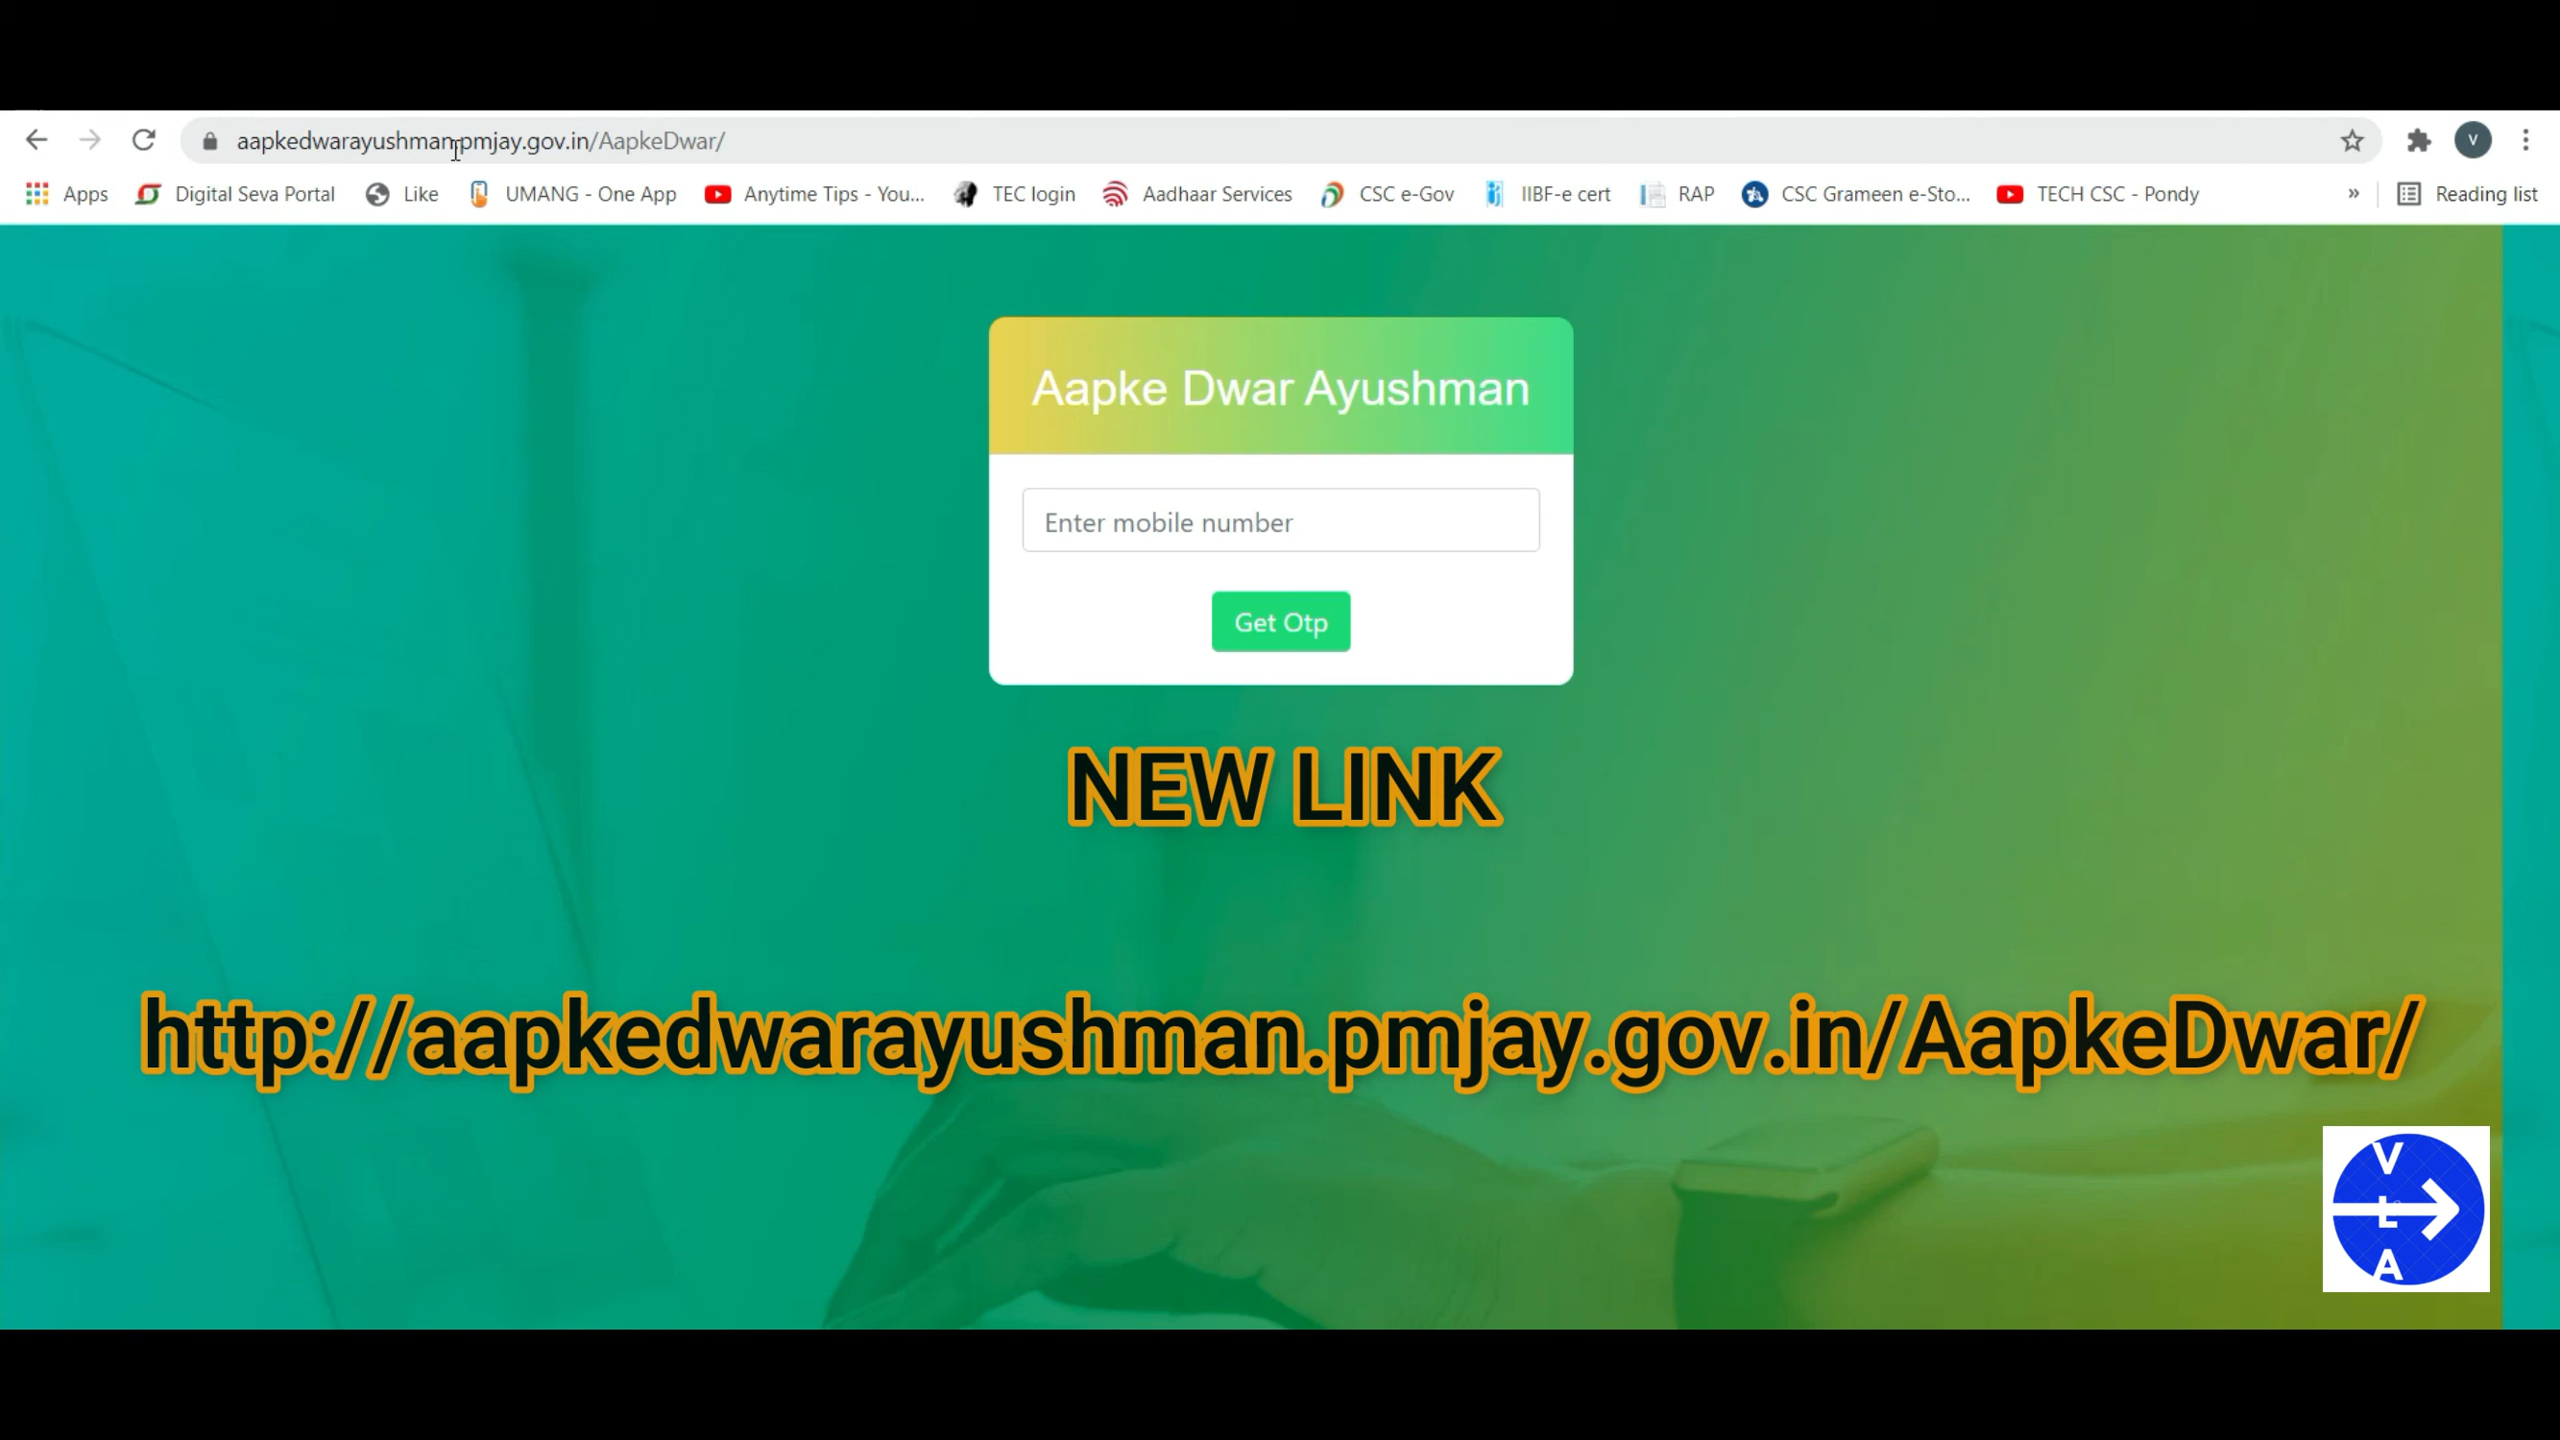 aapkedwarayushman.pmjay.gov.in/AapkeDwar/
V
Apps Digital Seva Portal Like UMANG - One App Anytime Tips - You... TEC login Aadhaar Services CSC e-Gov IIBF-e cert RAP CSC Grameen e-Sto... TECH CSC - Pondy » Reading list
Aapke Dwar Ayushman
Enter mobile number
Get Otp
NEW LINK
http://aapkedwarayushman.pmjay.gov.in/AapkeDwar/
V
L
A